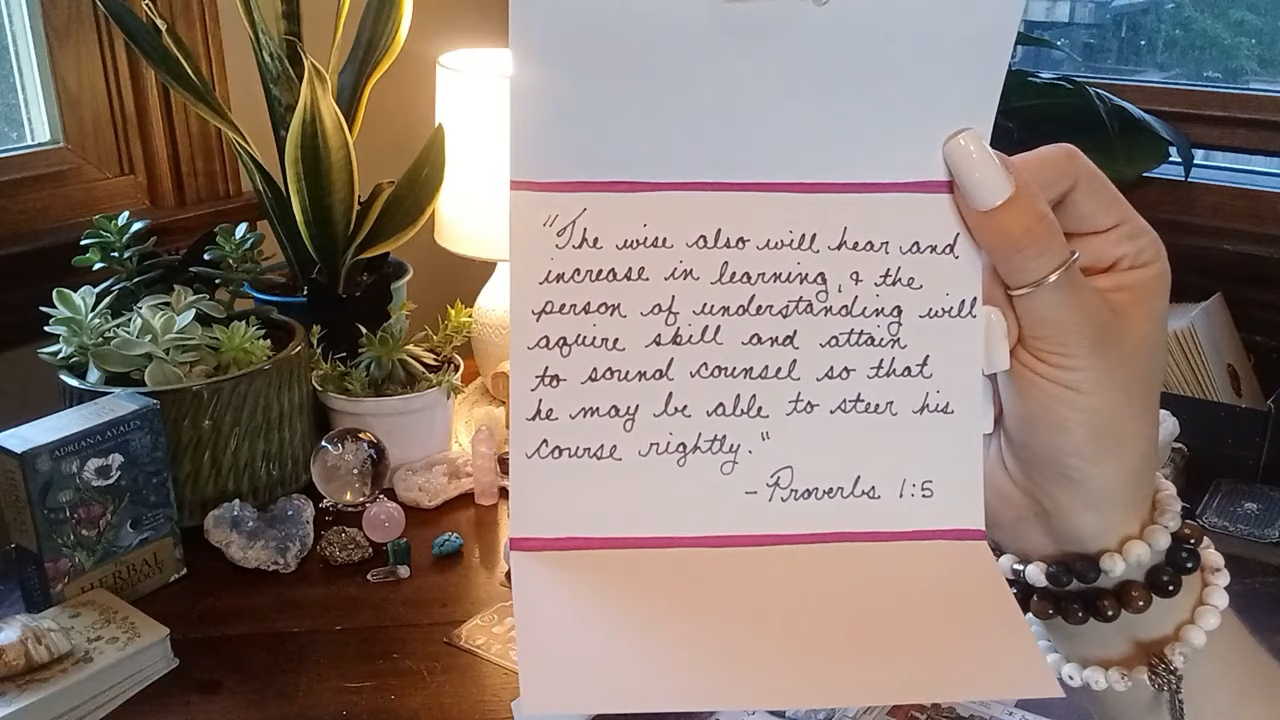 "The wise also will hear and
increase in learning, & the
person of understanding will
aquire skill and attain
to sound counsel so that
he may be able to steer his
course rightly."
- Proverbs 1:5
ADRIANA AYALES
HERBAL